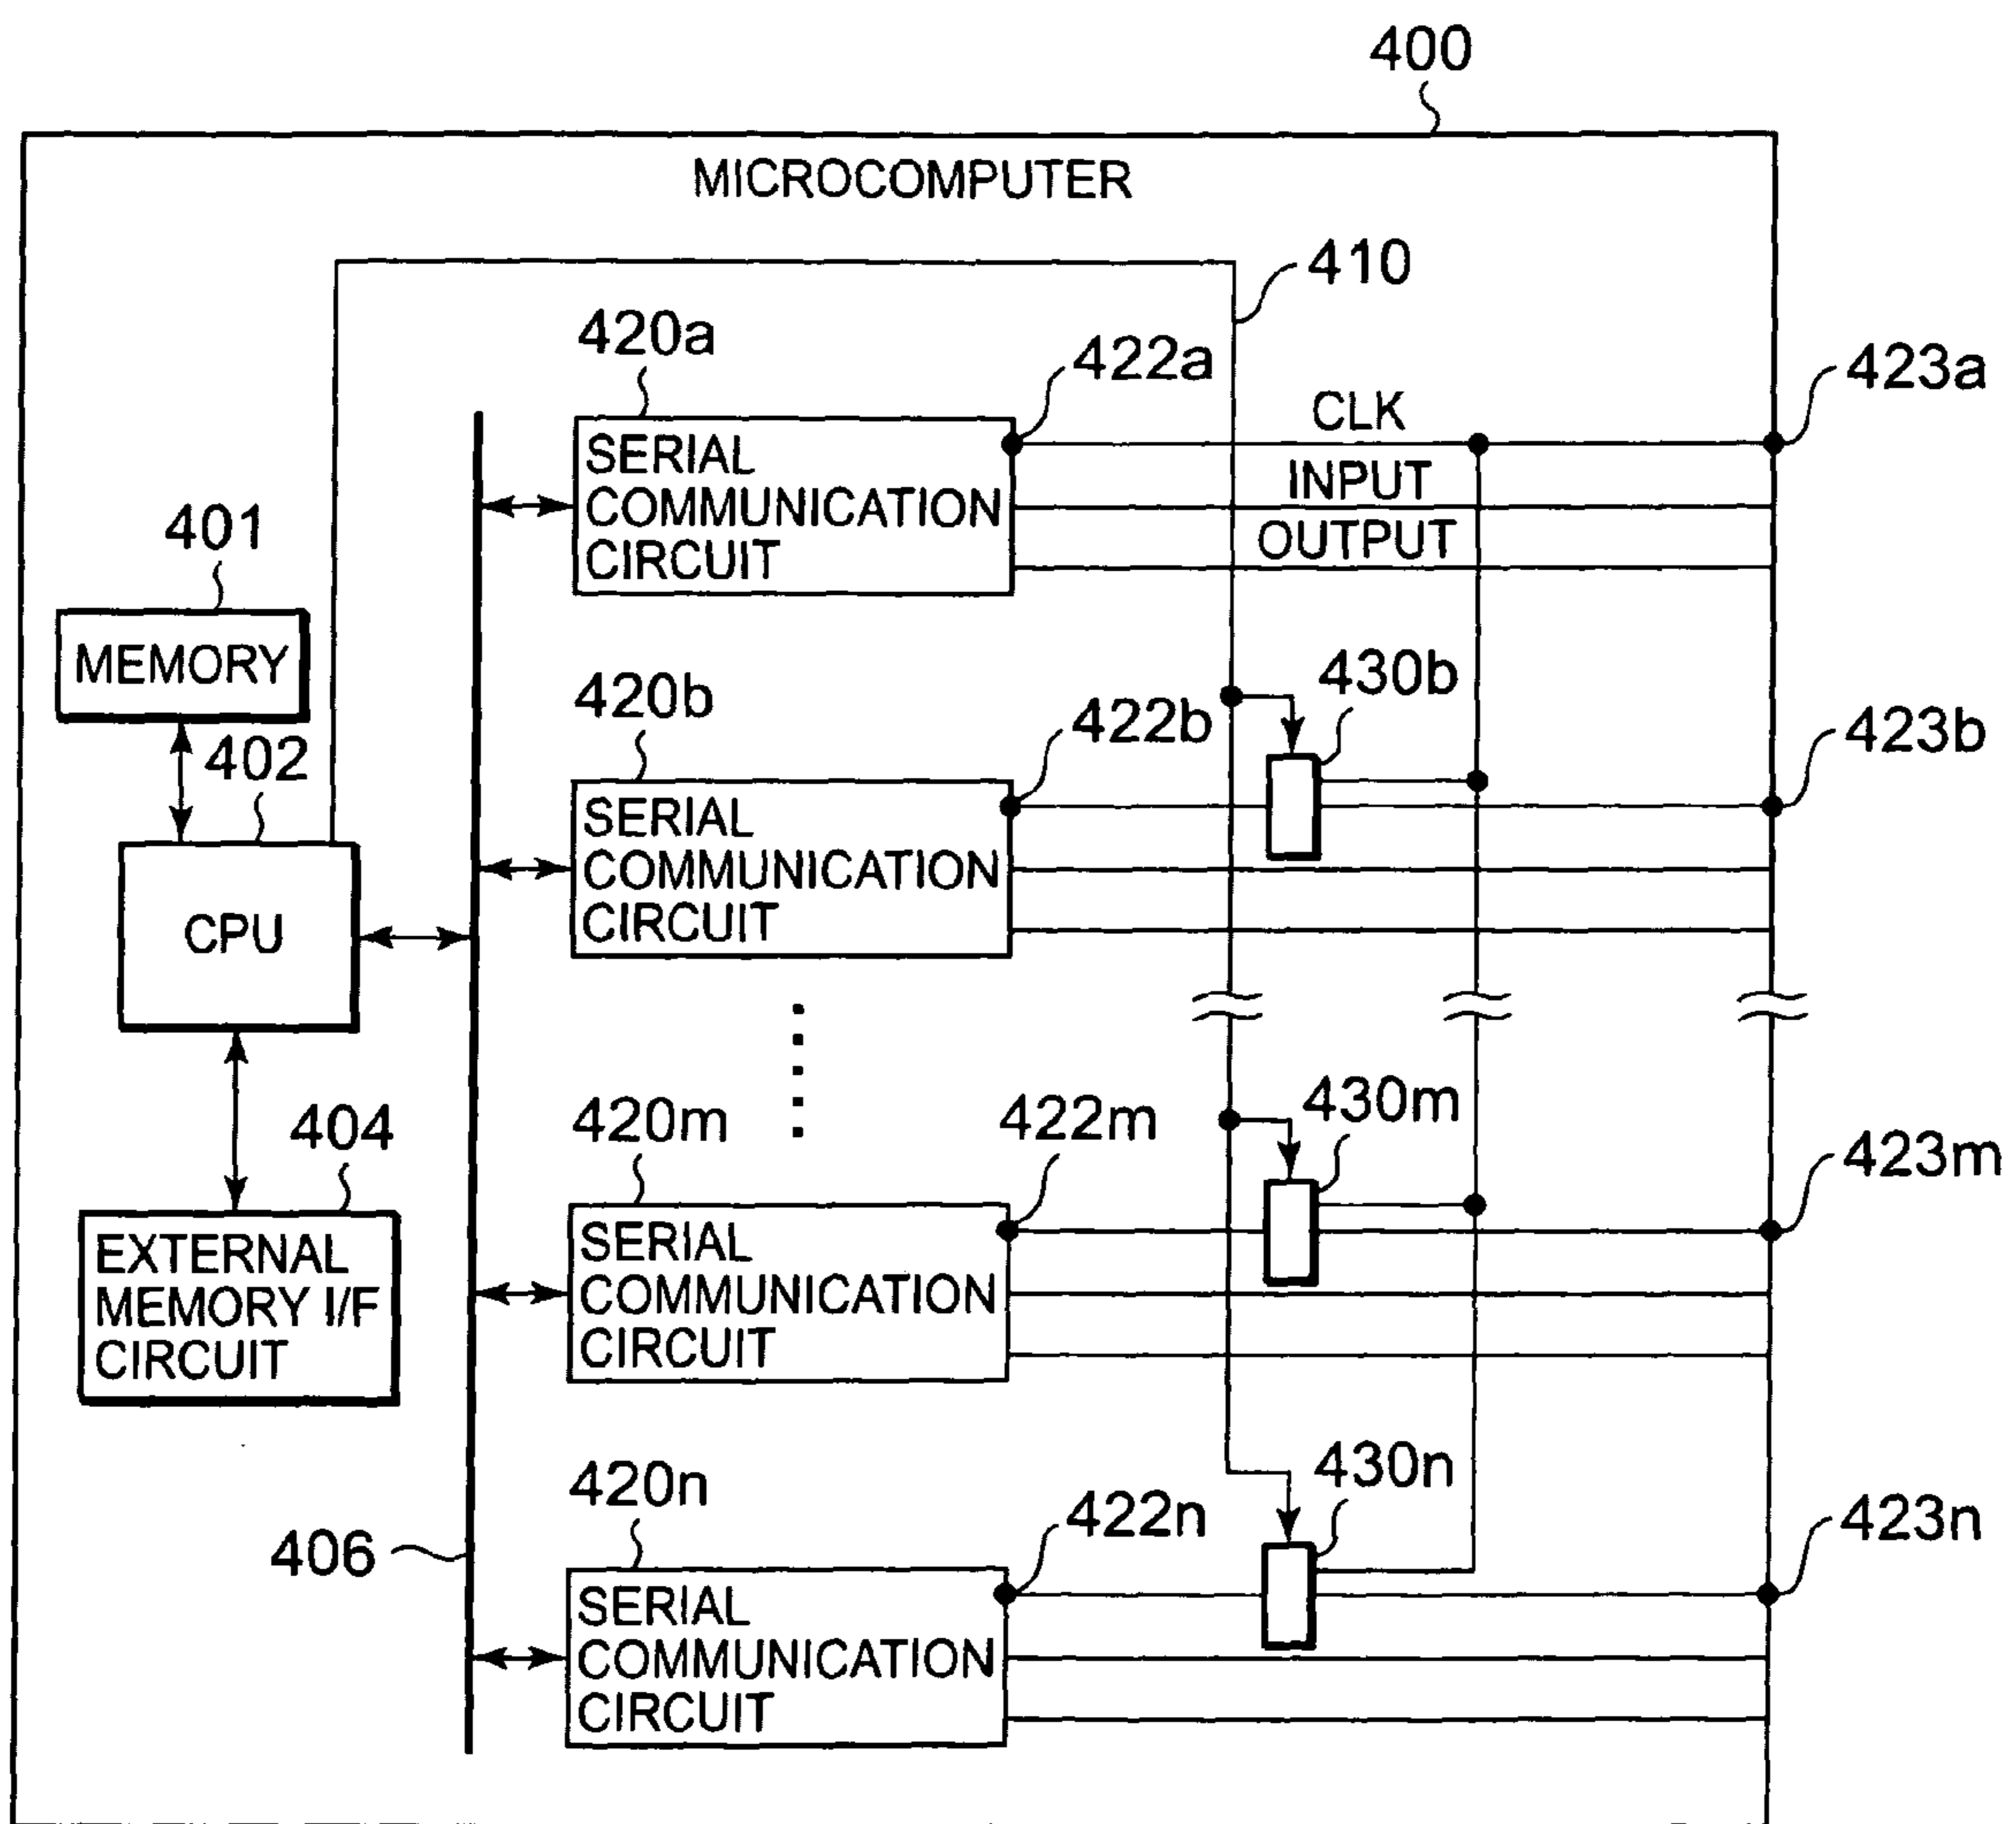 400
MICROCOMPUTER
410
420a
422a
423a
CLK
SERIAL
COMMUNICATION
CIRCUIT
INPUT
OUTPUT
401
MEMORY
402
CPU
404
EXTERNAL
MEMORY I/F
CIRCUIT
420b
422b
430b
423b
SERIAL
COMMUNICATION
CIRCUIT
420m
422m
430m
423m
SERIAL
COMMUNICATION
CIRCUIT
406
420n
422n
430n
423n
SERIAL
COMMUNICATION
CIRCUIT